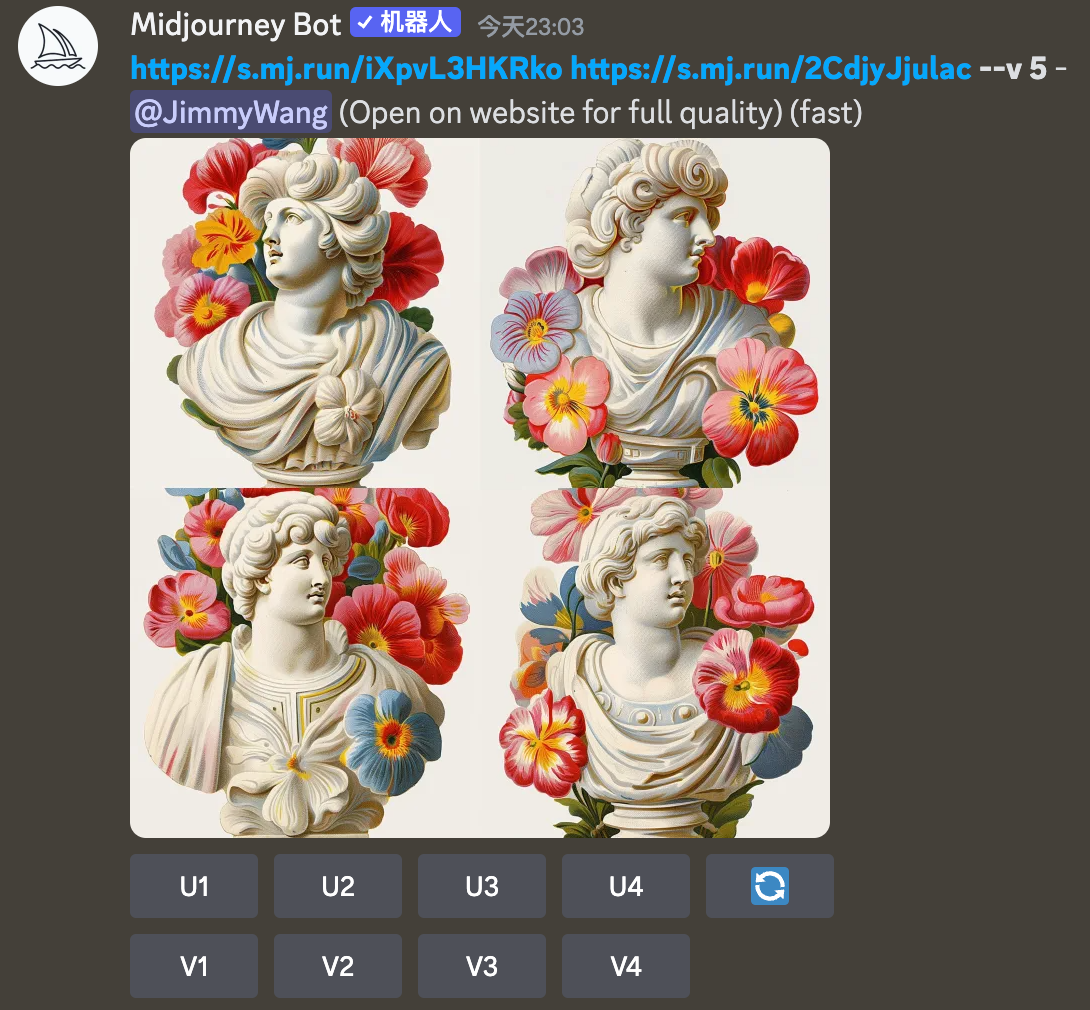 Midjourney Bot ✓ 机器人 今天23:03
https://s.mj.run/iXpvL3HKRko https://s.mj.run/2CdjyJjulac --v 5 -
@JimmyWang (Open on website for full quality) (fast)
U1 U2 U3 U4
V1 V2 V3 V4